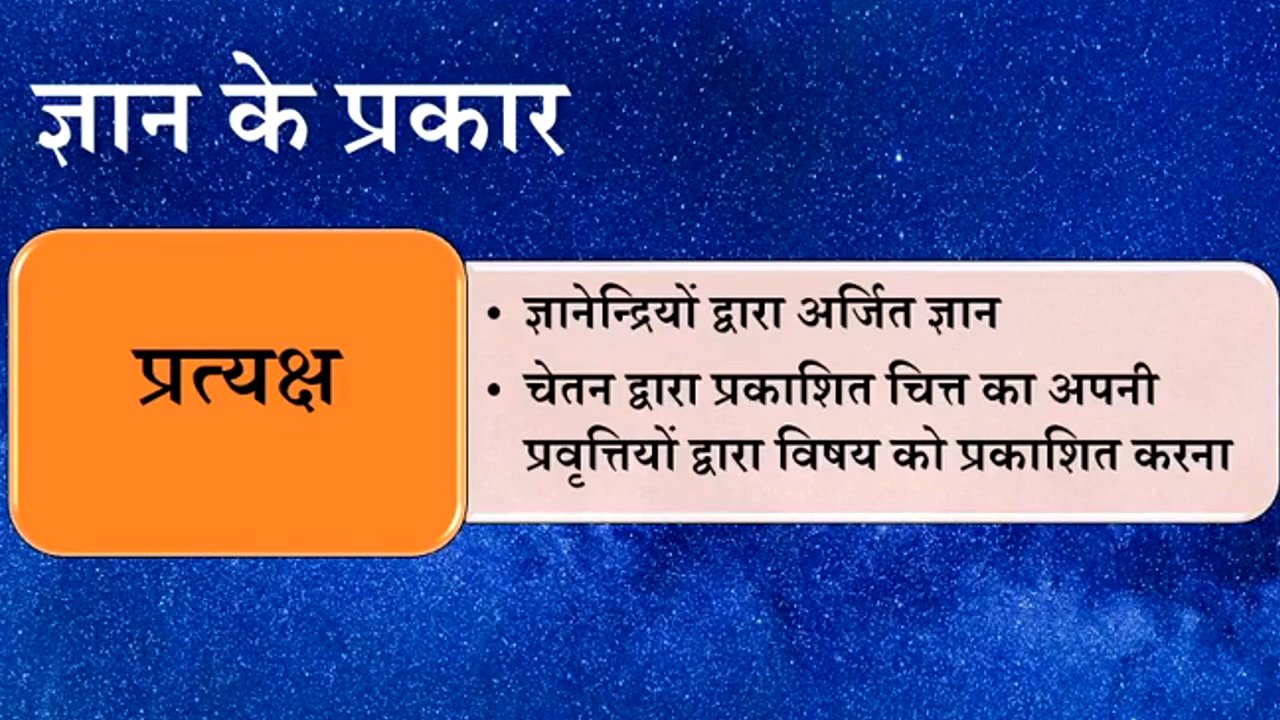 ज्ञान के प्रकार
प्रत्यक्ष
• ज्ञानेन्द्रियों द्वारा अर्जित ज्ञान
• चेतन द्वारा प्रकाशित चित्त का अपनी
प्रवृत्तियों द्वारा विषय को प्रकाशित करना